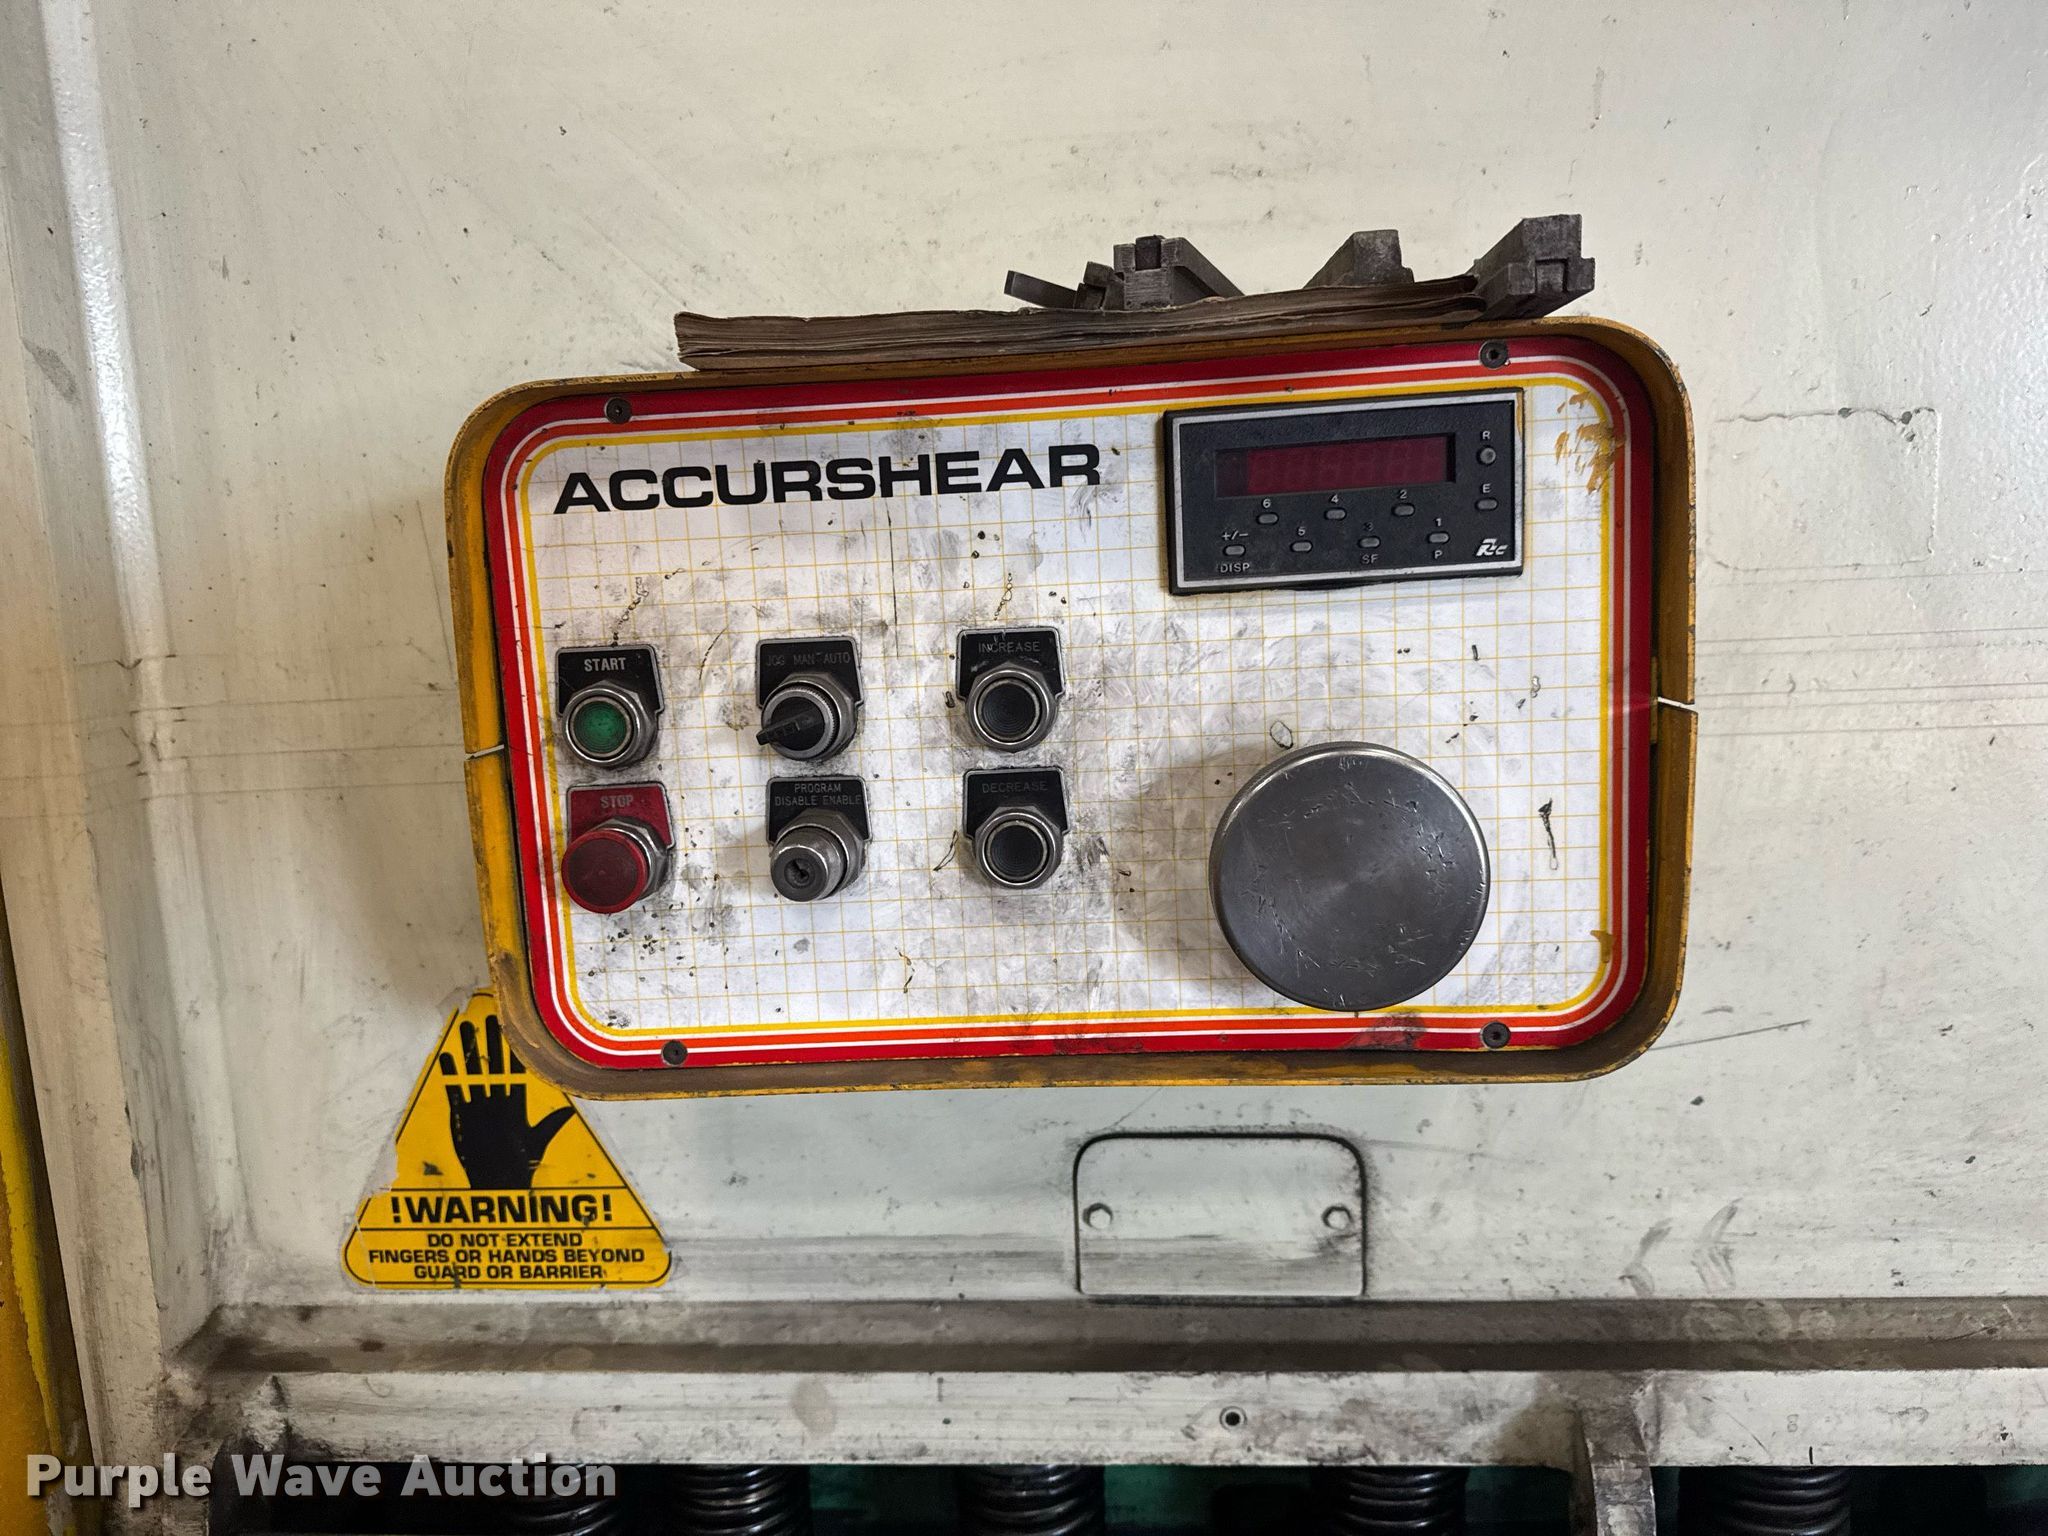 ACCURSHEAR
R
E
6 4 2
+/- 5 3 1
DISP SF P
Rc
START
JOG MAN AUTO
INCREASE
STOP
PROGRAM
DISABLE ENABLE
DECREASE
!WARNING!
DO NOT EXTEND
FINGERS OR HANDS BEYOND
GUARD OR BARRIER
Purple Wave Auction